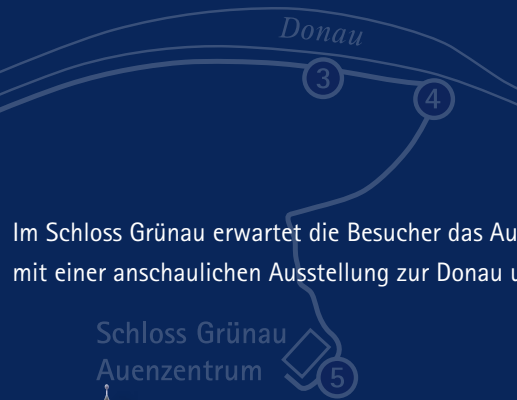 Donau
3
4
Im Schloss Grünau erwartet die Besucher das
mit einer anschaulichen Ausstellung zur Donau
Schloss Grünau
Auenzentrum
5